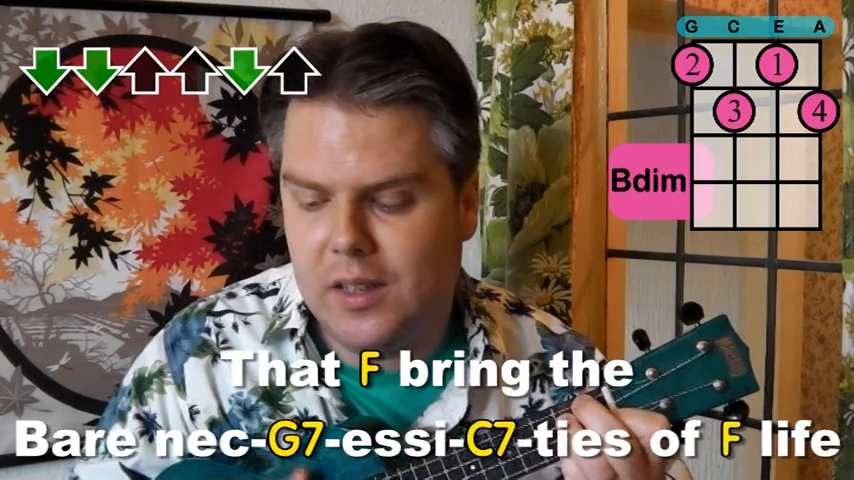 G C E A
2 1
3 4
Bdim
That F bring the
Bare nec-G7-essi-C7-ties of F life